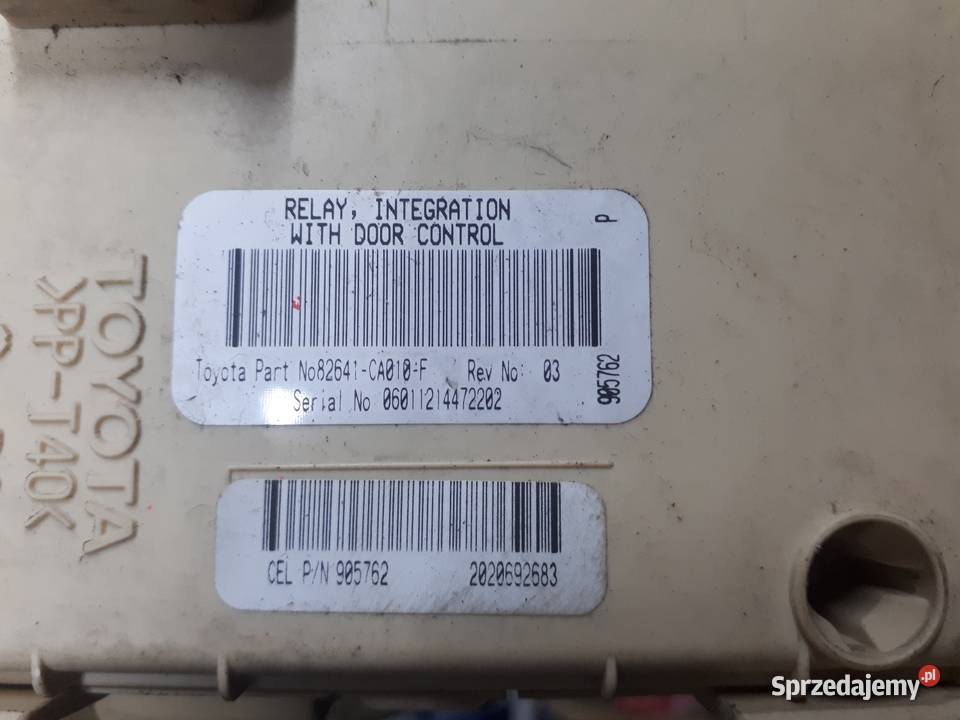 RELAY, INTEGRATION
WITH DOOR CONTROL
P
Toyota Part No82641-CA010-F Rev No: 03
Serial No 06011214472202
905762
CEL P/N 905762 2020692683
TOYOTA
>PP-T40<
Sprzedajemy.pl